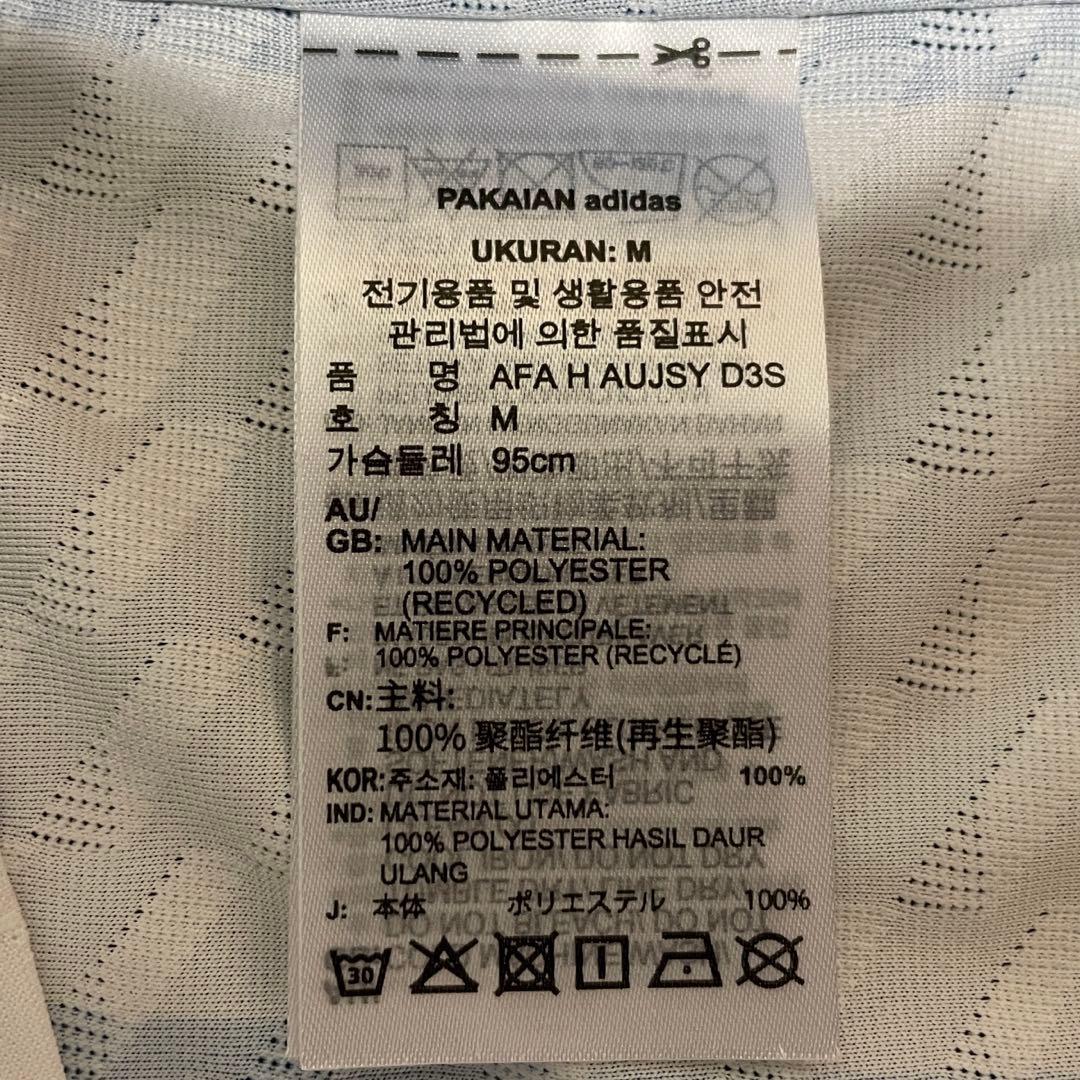 PAKAIAN adidas
UKURAN: M
전기용품 및 생활용품 안전
관리법에 의한 품질표시
품 명 AFA H AUJSY D3S
호 칭 M
가슴둘레 95cm
AU/
GB: MAIN MATERIAL:
100% POLYESTER
(RECYCLED)
F: MATIERE PRINCIPALE:
100% POLYESTER (RECYCLÉ)
CN: 主料:
100% 聚酯纤维(再生聚酯)
KOR: 주소재: 폴리에스터 100%
IND: MATERIAL UTAMA:
100% POLYESTER HASIL DAUR
ULANG
J: 本体 ポリエステル 100%
30